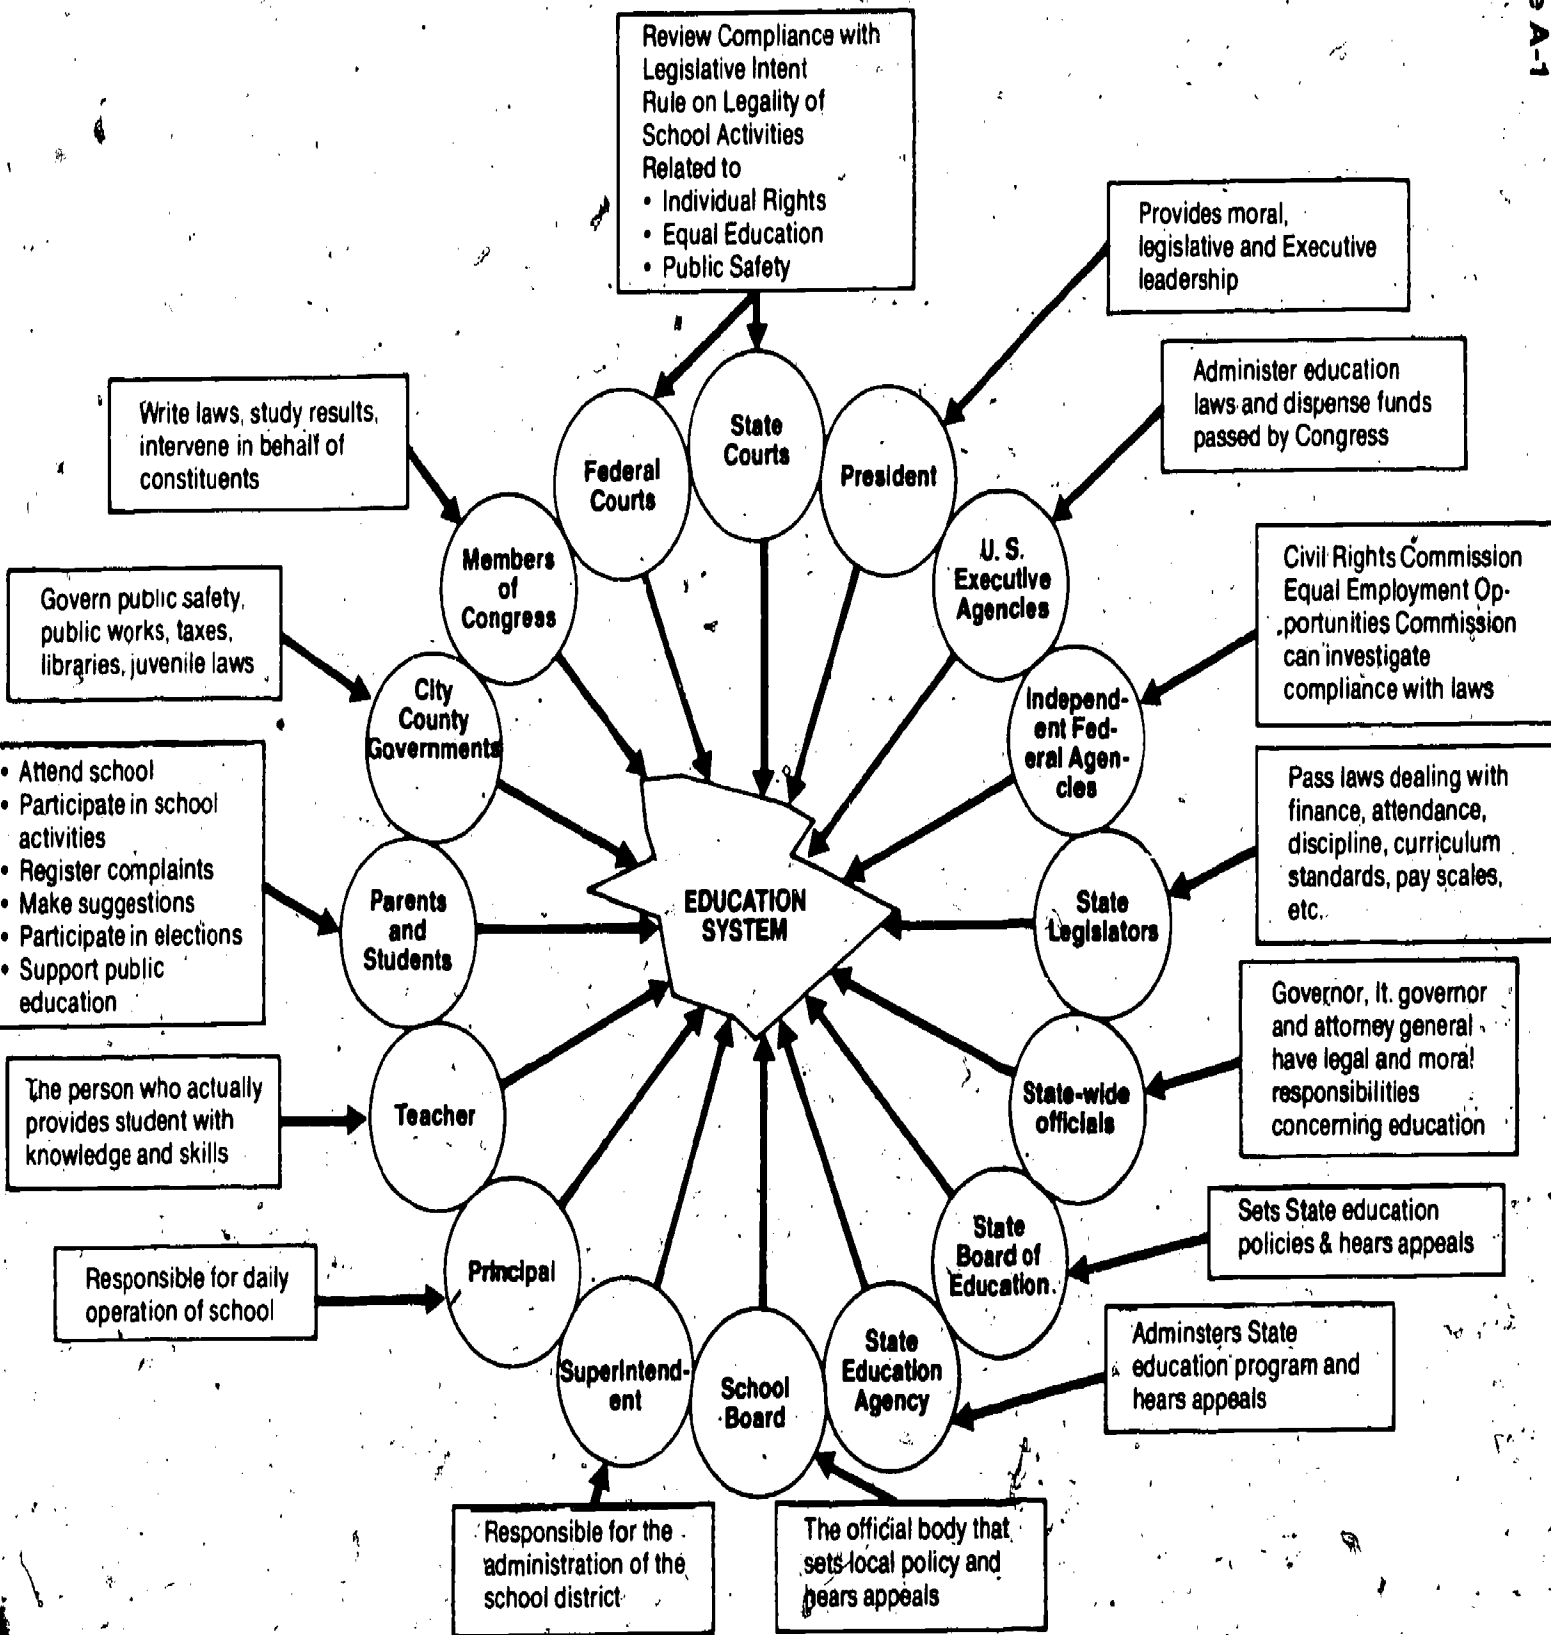 A-1
Review Compliance with
Legislative Intent
Rule on Legality of
School Activities
Related to
• Individual Rights
• Equal Education
• Public Safety
Provides moral,
legislative and Executive
leadership
Administer education
laws and dispense funds
passed by Congress
Write laws, study results,
intervene in behalf of
constituents
State
Courts
Federal
Courts
President
Members
of
Congress
U. S.
Executive
Agencies
Civil Rights Commission
Equal Employment Op-
portunities Commission
can investigate
compliance with laws
Govern public safety,
public works, taxes,
libraries, juvenile laws
City
County
Governments
Independ-
ent Fed-
eral Agen-
cies
• Attend school
• Participate in school
activities
• Register complaints
• Make suggestions
• Participate in elections
• Support public
education
Pass laws dealing with
finance, attendance,
discipline, curriculum
standards, pay scales,
etc.
Parents
and
Students
EDUCATION
SYSTEM
State
Legislators
Governor, lt. governor
and attorney general
have legal and moral
responsibilities
concerning education
The person who actually
provides student with
knowledge and skills
Teacher
State-wide
officials
Sets State education
policies & hears appeals
Responsible for daily
operation of school
Principal
State
Board of
Education
Superintend-
ent
School
Board
State
Education
Agency
Adminsters State
education program and
hears appeals
Responsible for the
administration of the
school district
The official body that
sets local policy and
hears appeals